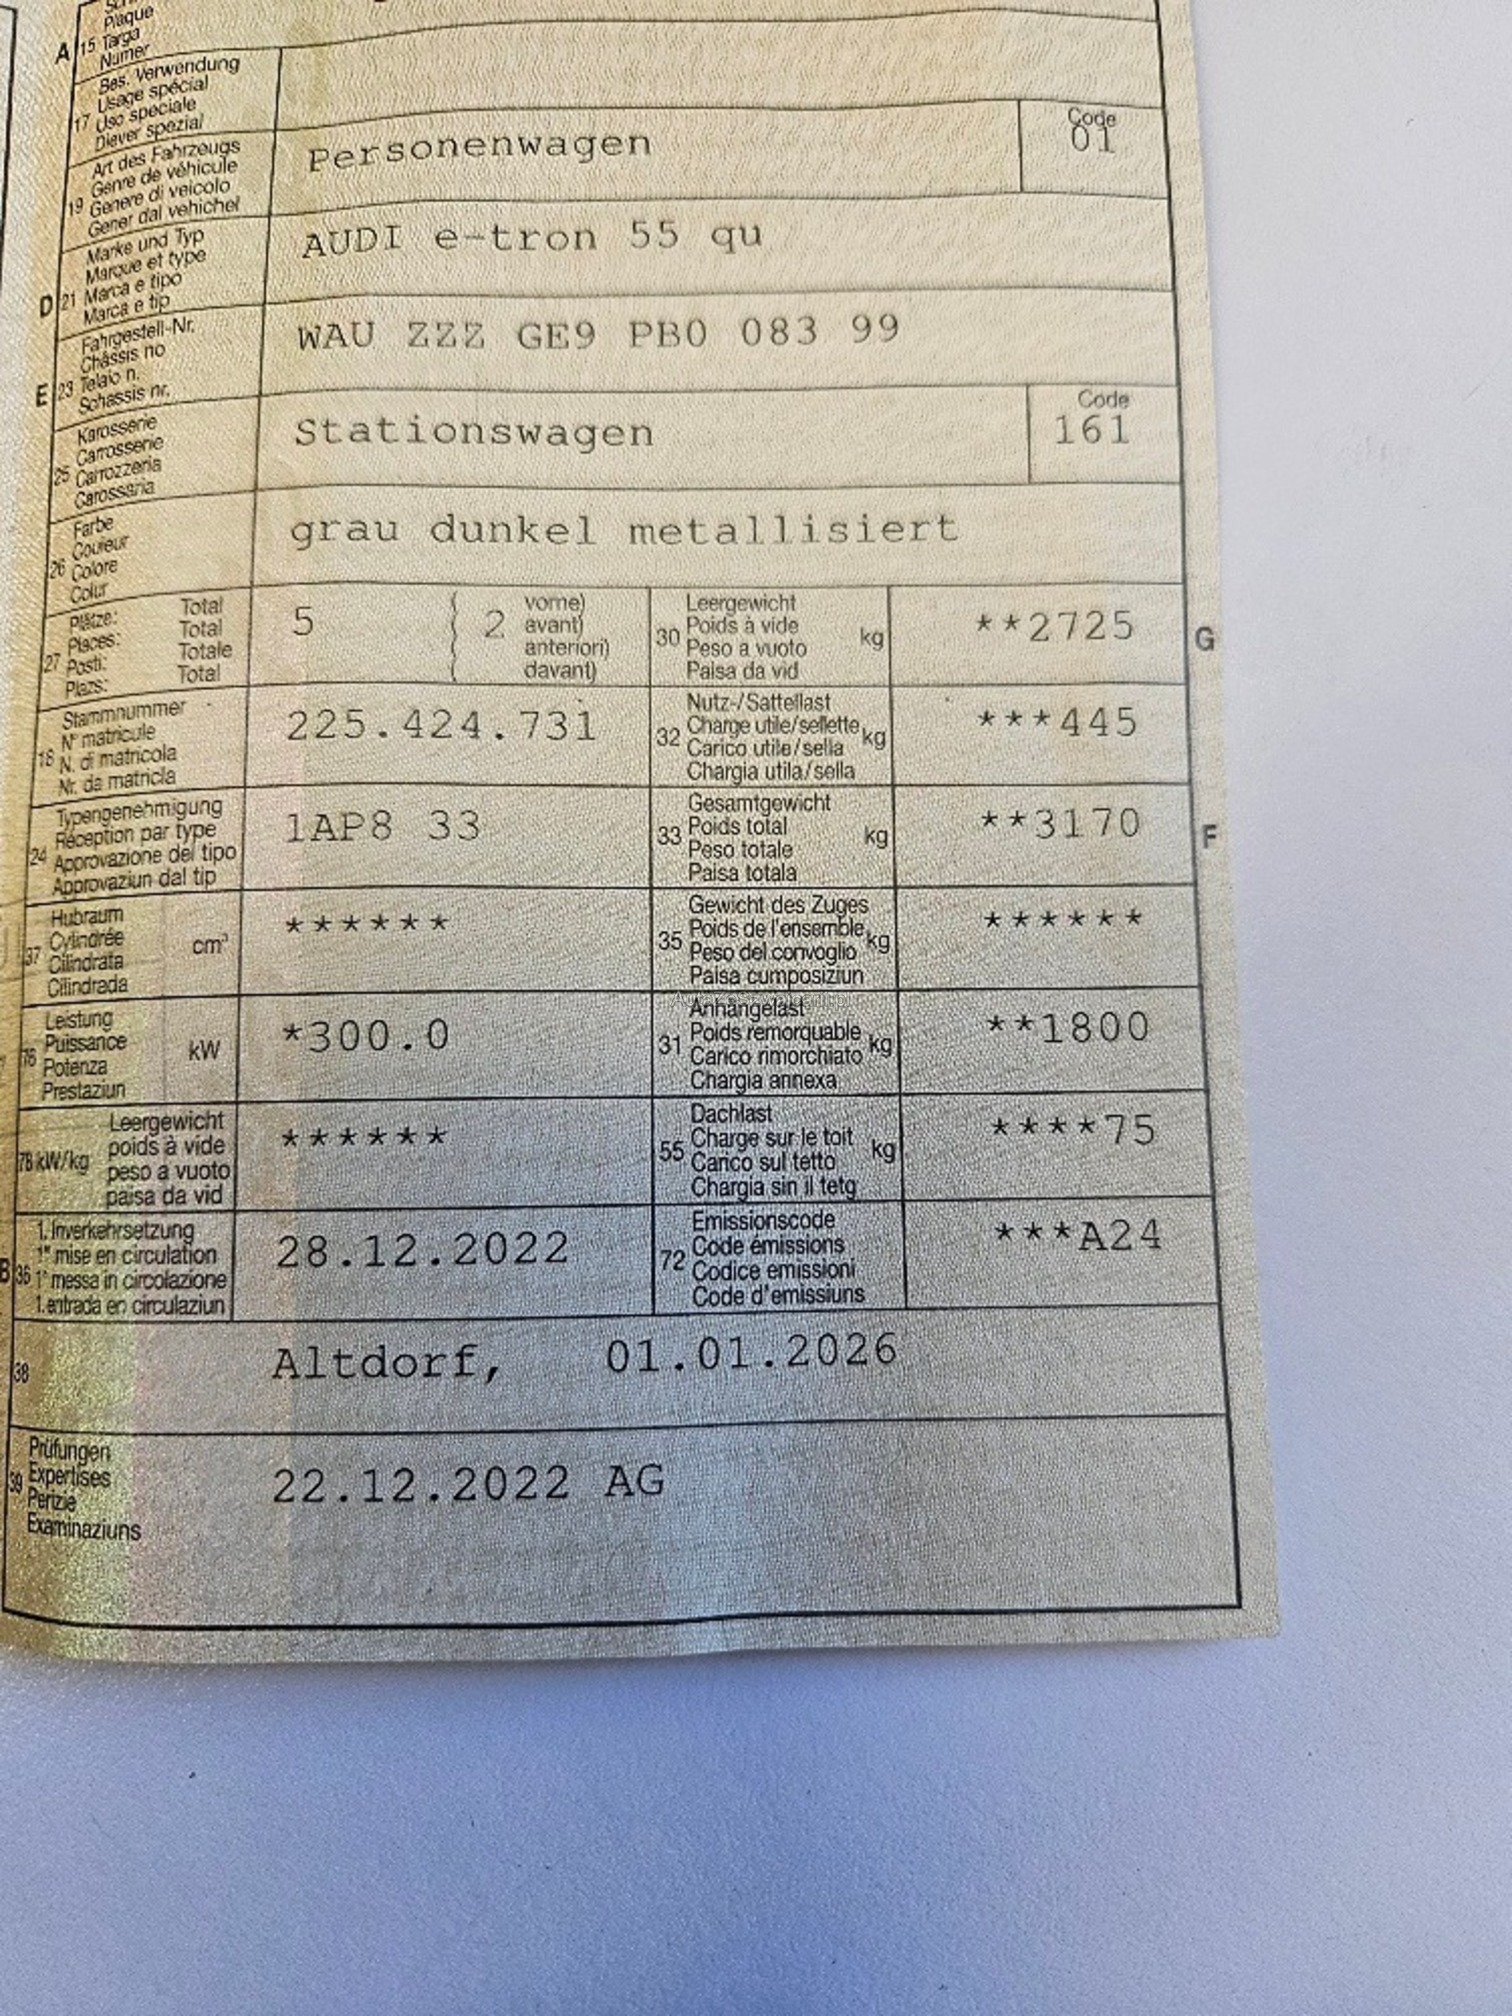 Plaque
A 15 Targa
Numer
Bes. Verwendung
Usage spécial
17 Uso speciale
Diever spezial
Art des Fahrzeugs
Genre de véhicule
19 Genere di veicolo
Gener dal vehichel
Personenwagen
Code
01
Marke und Typ
Marque et type
D 21 Marca e tipo
Marca e tip
AUDI e-tron 55 qu
Fahrgestell-Nr.
Châssis no
E 23 Telaio n.
Schassis nr.
WAU ZZZ GE9 PB0 083 99
Karosserie
Carrosserie
25 Carrozzeria
Carossaria
Stationswagen
Code
161
Farbe
Couleur
26 Colore
Colur
grau dunkel metallisiert
Plätze: Total
Places: Total
27 Posti: Totale
Plazs: Total
5 ( 2 vorne)
( avant)
( anteriori)
( davant)
Leergewicht
30 Poids à vide kg
Peso a vuoto
Paisa da vid
**2725 G
Stammnummer
N° matricule
18 N. di matricola
Nr. da matricla
225.424.731
Nutz-/Sattellast
32 Charge utile/sellette kg
Carico utile/sella
Chargia utila/sella
***445
Typengenehmigung
Réception par type
24 Approvazione del tipo
Approvaziun dal tip
1AP8 33
Gesamtgewicht
33 Poids total kg
Peso totale
Paisa totala
**3170 F
Hubraum
37 Cylindrée cm³
Cilindrata
Cilindrada
******
Gewicht des Zuges
35 Poids de l'ensemble kg
Peso del convoglio
Paisa cumposiziun
******
Leistung
76 Puissance kW
Potenza
Prestaziun
*300.0
Anhängelast
31 Poids remorquable kg
Carico rimorchiato
Chargia annexa
**1800
Leergewicht
78 kW/kg poids à vide
peso a vuoto
paisa da vid
******
Dachlast
55 Charge sur le toit kg
Carico sul tetto
Chargia sin il tetg
****75
1. Inverkehrsetzung
1re mise en circulation
B 36 1a messa in circolazione
1. entrada en circulaziun
28.12.2022
Emissionscode
72 Code émissions
Codice emissioni
Code d'emissiuns
***A24
38 Altdorf, 01.01.2026
Prüfungen
39 Expertises
Perizie
Examinaziuns
22.12.2022 AG